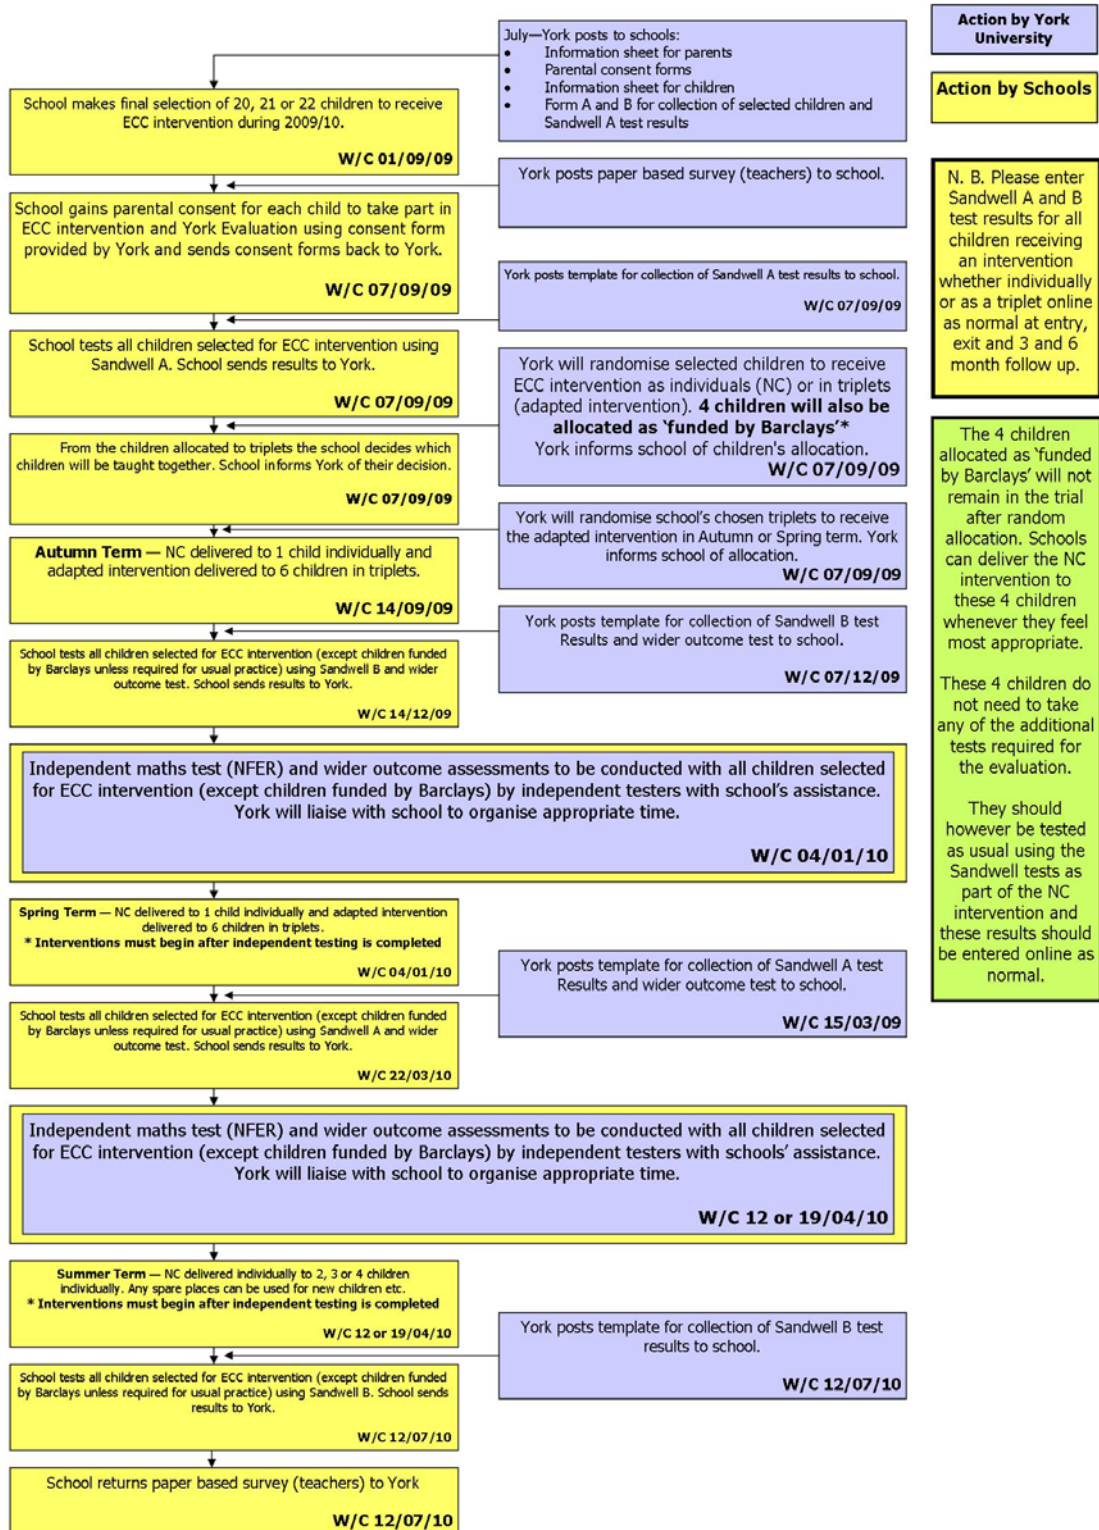 July—York posts to schools:
• Information sheet for parents
• Parental consent forms
• Information sheet for children
• Form A and B for collection of selected children and
Sandwell A test results
School makes final selection of 20, 21 or 22 children to receive
ECC intervention during 2009/10.
W/C 01/09/09
York posts paper based survey (teachers) to school.
School gains parental consent for each child to take part in
ECC intervention and York Evaluation using consent form
provided by York and sends consent forms back to York.
W/C 07/09/09
York posts template for collection of Sandwell A test results to school.
W/C 07/09/09
School tests all children selected for ECC intervention using
Sandwell A. School sends results to York.
W/C 07/09/09
York will randomise selected children to receive
ECC intervention as individuals (NC) or in triplets
(adapted intervention). 4 children will also be
allocated as ‘funded by Barclays’*
York informs school of children's allocation.
W/C 07/09/09
From the children allocated to triplets the school decides which
children will be taught together. School informs York of their decision.
W/C 07/09/09
York will randomise school’s chosen triplets to receive
the adapted intervention in Autumn or Spring term. York
informs school of allocation.
W/C 07/09/09
Autumn Term — NC delivered to 1 child individually and
adapted intervention delivered to 6 children in triplets.
W/C 14/09/09
York posts template for collection of Sandwell B test
Results and wider outcome test to school.
W/C 07/12/09
School tests all children selected for ECC intervention (except children funded
by Barclays unless required for usual practice) using Sandwell B and wider
outcome test. School sends results to York.
W/C 14/12/09
Independent maths test (NFER) and wider outcome assessments to be conducted with all children selected
for ECC intervention (except children funded by Barclays) by independent testers with school’s assistance.
York will liaise with school to organise appropriate time.
W/C 04/01/10
Spring Term — NC delivered to 1 child individually and adapted intervention
delivered to 6 children in triplets.
* Interventions must begin after independent testing is completed
W/C 04/01/10
York posts template for collection of Sandwell A test
Results and wider outcome test to school.
W/C 15/03/09
School tests all children selected for ECC intervention (except children funded
by Barclays unless required for usual practice) using Sandwell A and wider
outcome test. School sends results to York.
W/C 22/03/10
Independent maths test (NFER) and wider outcome assessments to be conducted with all children selected
for ECC intervention (except children funded by Barclays) by independent testers with schools’ assistance.
York will liaise with school to organise appropriate time.
W/C 12 or 19/04/10
Summer Term — NC delivered individually to 2, 3 or 4 children
individually. Any spare places can be used for new children etc.
* Interventions must begin after independent testing is completed
W/C 12 or 19/04/10
York posts template for collection of Sandwell B test
results to school.
W/C 12/07/10
School tests all children selected for ECC intervention (except children funded
by Barclays unless required for usual practice) using Sandwell B. School sends
results to York.
W/C 12/07/10
School returns paper based survey (teachers) to York
W/C 12/07/10
Action by York
University
Action by Schools
N. B. Please enter
Sandwell A and B
test results for all
children receiving
an intervention
whether individually
or as a triplet online
as normal at entry,
exit and 3 and 6
month follow up.
The 4 children
allocated as ‘funded
by Barclays’ will not
remain in the trial
after random
allocation. Schools
can deliver the NC
intervention to
these 4 children
whenever they feel
most appropriate.
These 4 children do
not need to take
any of the additional
tests required for
the evaluation.
They should
however be tested
as usual using the
Sandwell tests as
part of the NC
intervention and
these results should
be entered online as
normal.